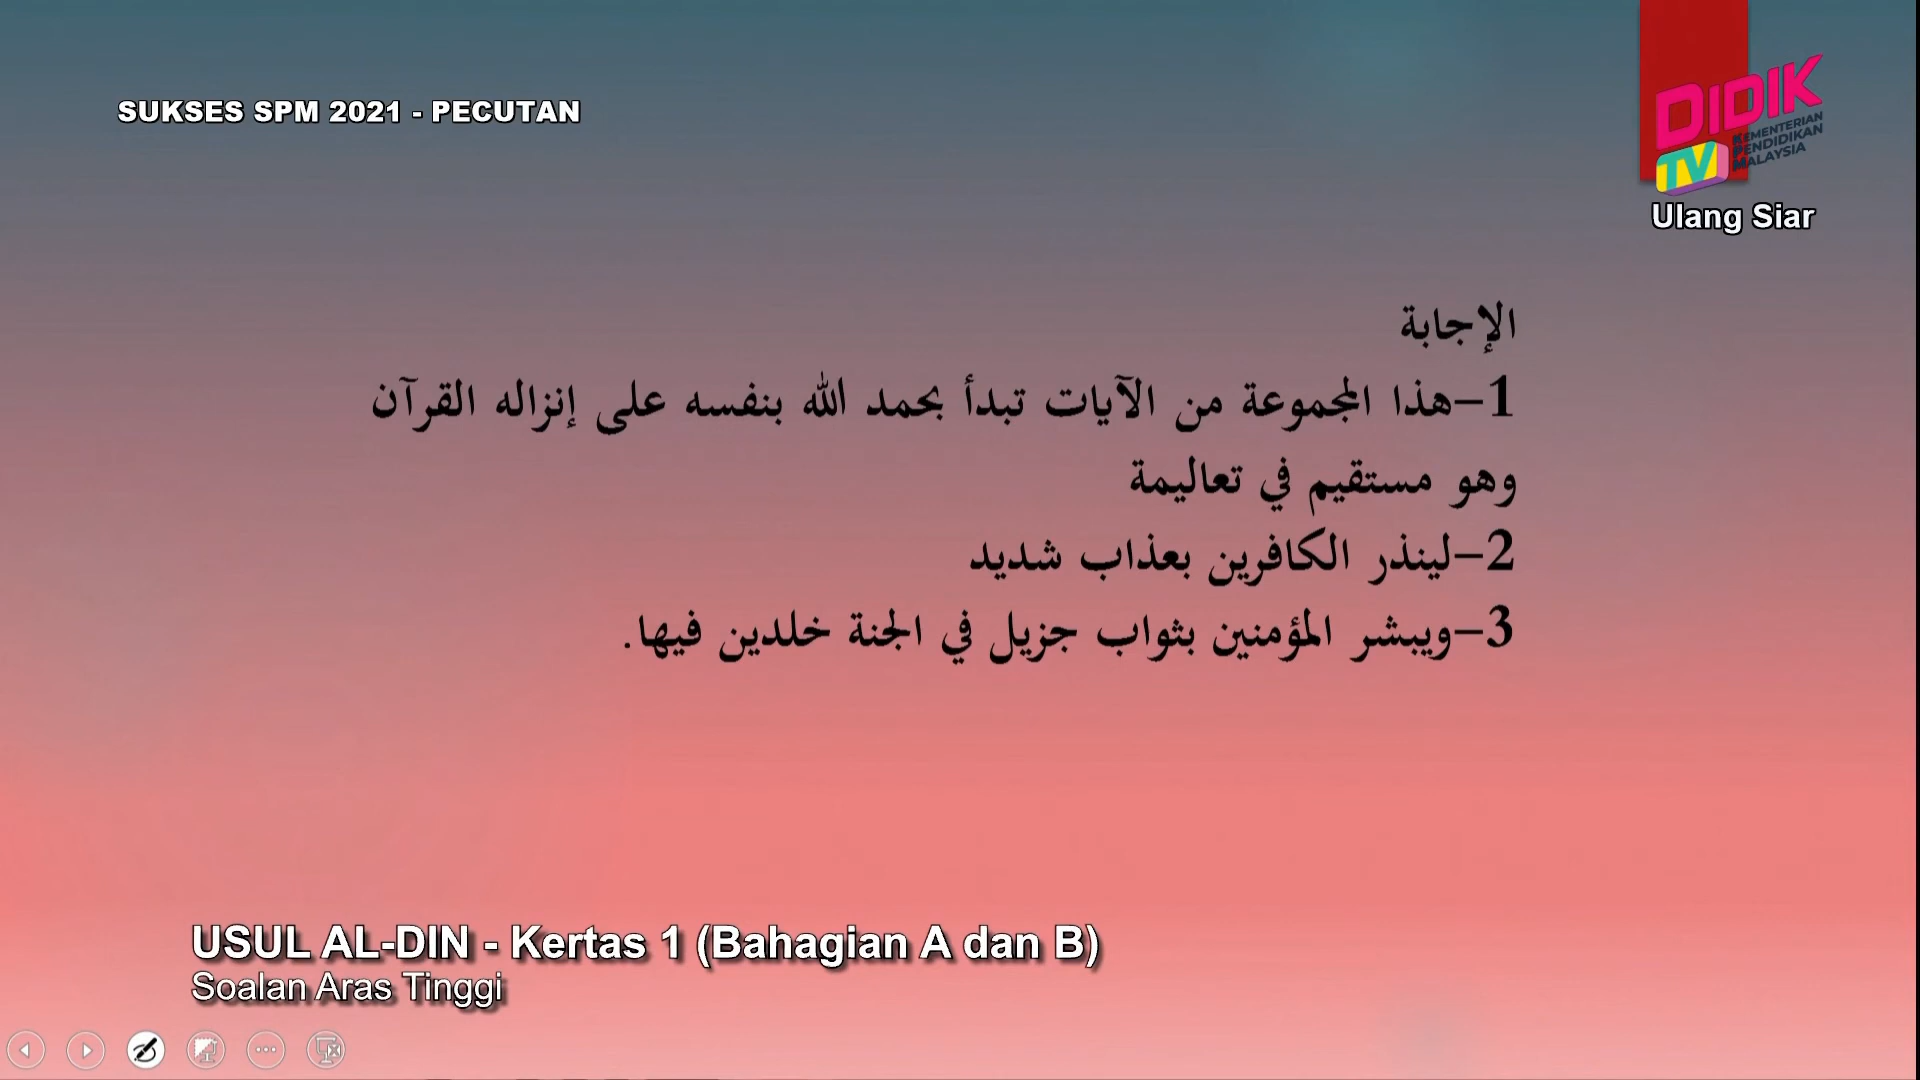 SUKSES SPM 2021 - PECUTAN
DIDIK
TV
KEMENTERIAN
PENDIDIKAN
MALAYSIA
Ulang Siar
الإجابة
1-هذا المجموعة من الآيات تبدأ بحمد الله بنفسه على إنزاله القرآن
وهو مستقيم في تعاليمة
2-لينذر الكافرين بعذاب شديد
3-ويبشر المؤمنين بثواب جزيل في الجنة خلدين فيها.
USUL AL-DIN - Kertas 1 (Bahagian A dan B)
Soalan Aras Tinggi